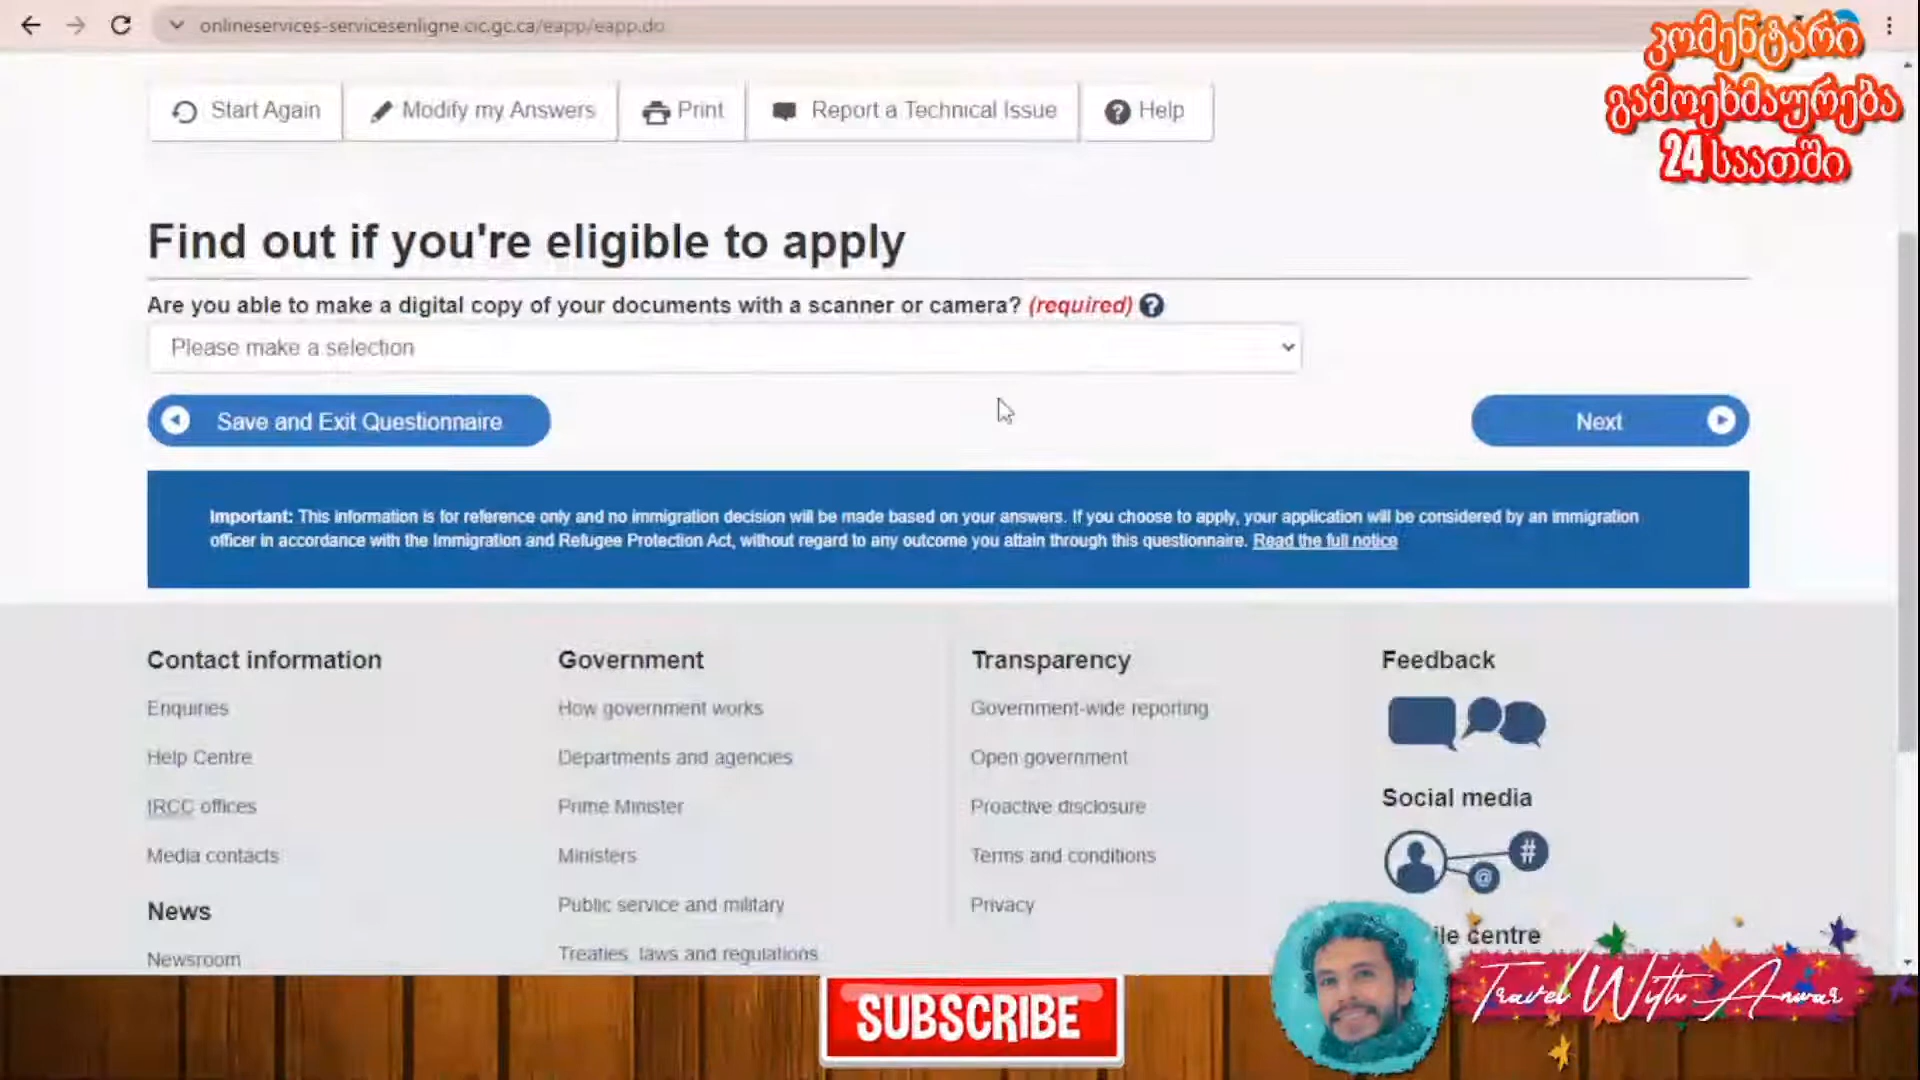 onlineservices-servicesenligne.cic.gc.ca/eapp/eapp.do
კომენტარი
გამოეხმაურება
24 საათში
Start Again
Modify my Answers
Print
Report a Technical Issue
? Help
Find out if you're eligible to apply
Are you able to make a digital copy of your documents with a scanner or camera? (required) ?
Please make a selection
Save and Exit Questionnaire
Next
Important: This information is for reference only and no immigration decision will be made based on your answers. If you choose to apply, your application will be considered by an immigration
officer in accordance with the Immigration and Refugee Protection Act, without regard to any outcome you attain through this questionnaire. Read the full notice
Contact information
Enquiries
Help Centre
IRCC offices
Media contacts
News
Newsroom
Government
How government works
Departments and agencies
Prime Minister
Ministers
Public service and military
Treaties, laws and regulations
Transparency
Government-wide reporting
Open government
Proactive disclosure
Terms and conditions
Privacy
Feedback
Social media
#
@
ile centre
SUBSCRIBE
Travel With Anwar